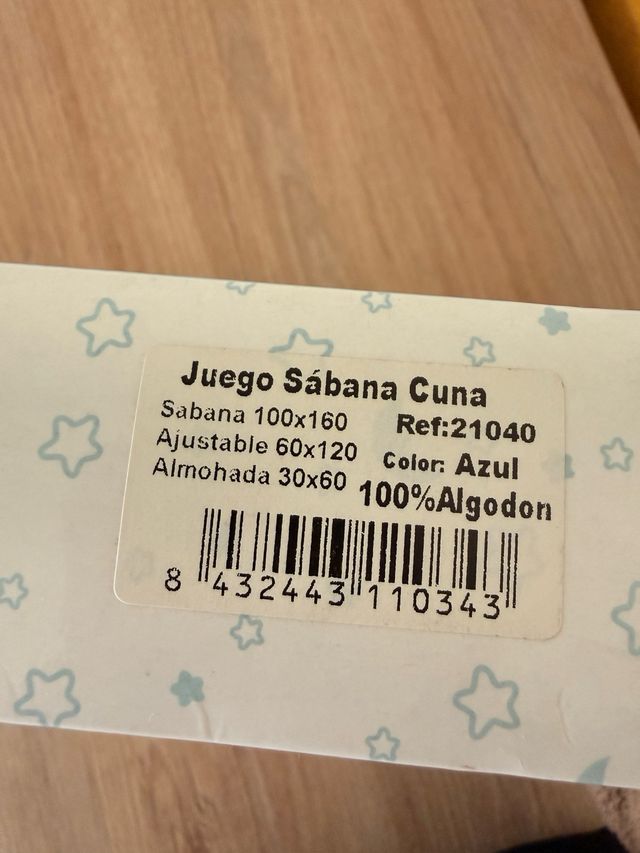 Juego Sábana Cuna
Sabana 100x160
Ref:21040
Ajustable 60x120
Color: Azul
Almohada 30x60
100%Algodon
8 432443 110343